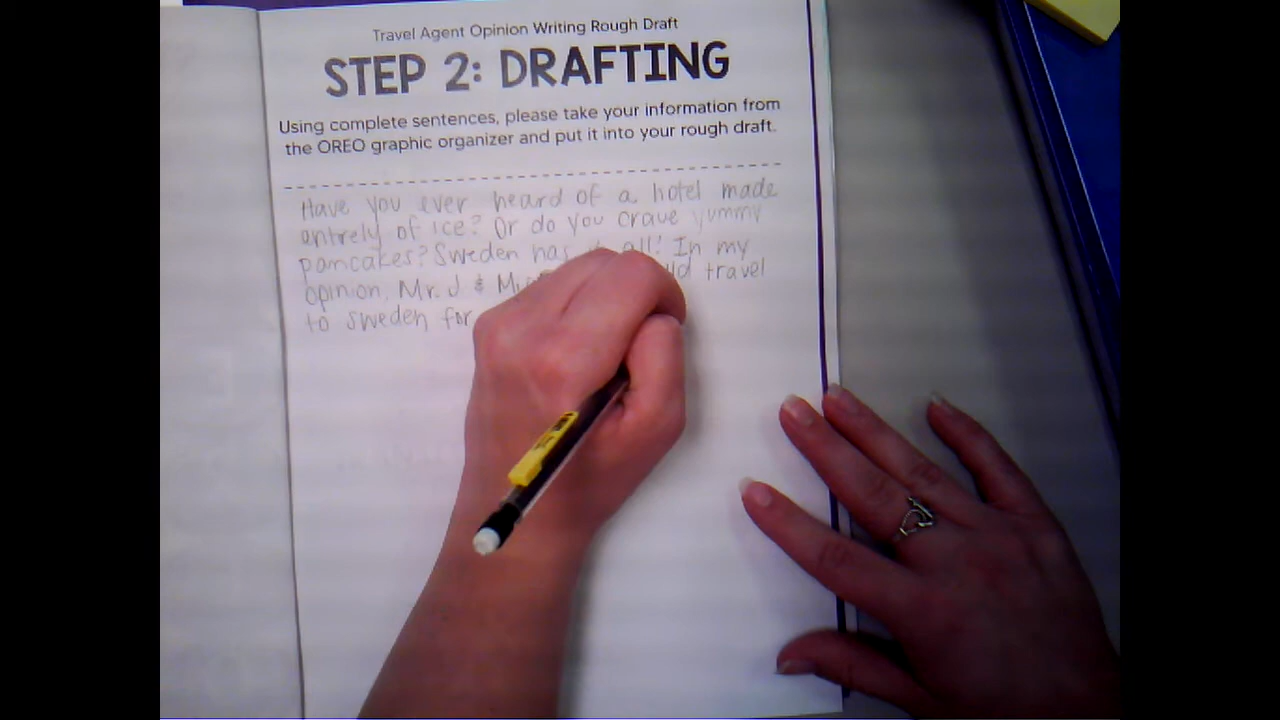 Travel Agent Opinion Writing Rough Draft
STEP 2: DRAFTING
Using complete sentences, please take your information from
the OREO graphic organizer and put it into your rough draft.
Have you ever heard of a hotel made
entirely of ice? Or do you crave yummy
pancakes? Sweden has all! In my
opinion, Mr. J & travel
to sweden for